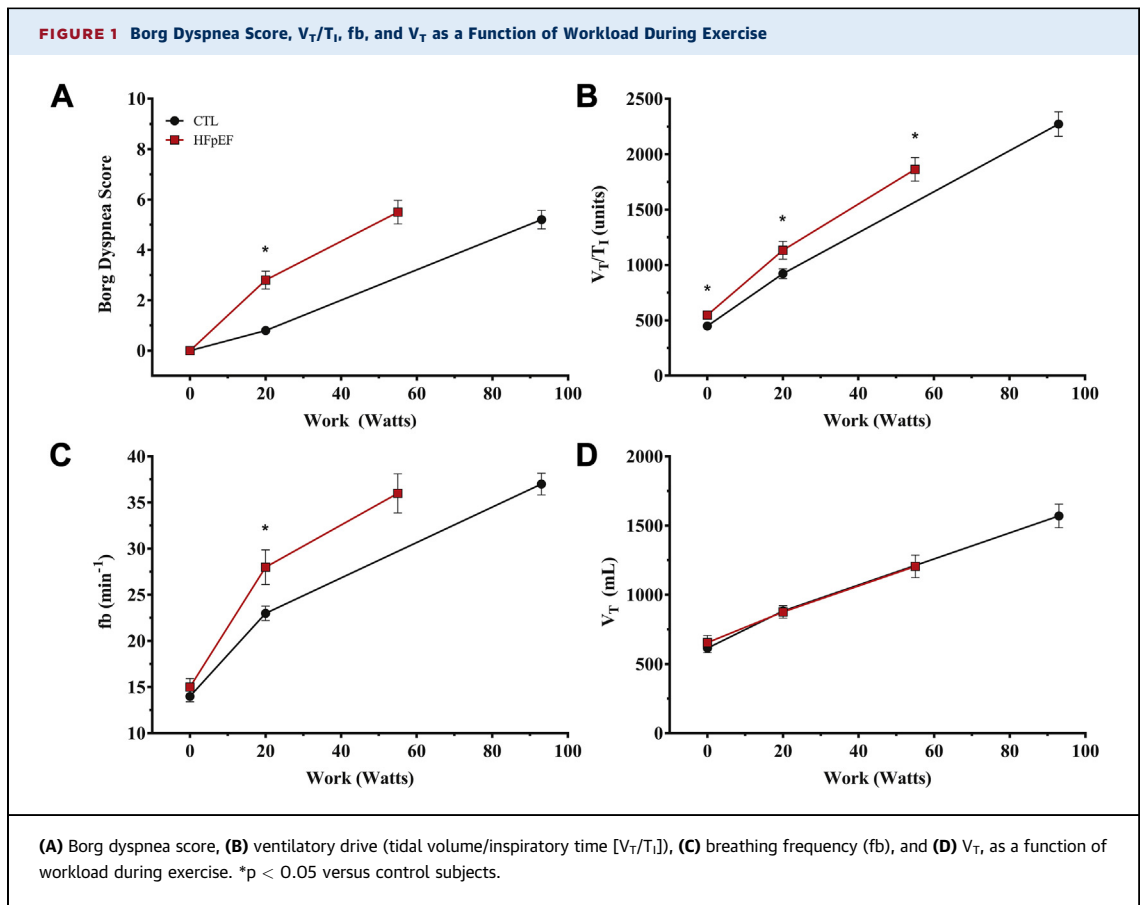 FIGURE 1 Borg Dyspnea Score, VT/TI, fb, and VT as a Function of Workload During Exercise
A
10
8
6
4
2
0
Borg Dyspnea Score
CTL
HFpEF
*
0 20 40 60 80 100
Work (Watts)
B
2500
2000
1500
1000
500
0
VT/TI (units)
* * *
0 20 40 60 80 100
Work (Watts)
C
40
35
30
25
20
15
10
fb (min-1)
*
0 20 40 60 80 100
Work (Watts)
D
2000
1500
1000
500
0
VT (mL)
0 20 40 60 80 100
Work (Watts)
(A) Borg dyspnea score, (B) ventilatory drive (tidal volume/inspiratory time [VT/TI]), (C) breathing frequency (fb), and (D) VT, as a function of
workload during exercise. *p < 0.05 versus control subjects.